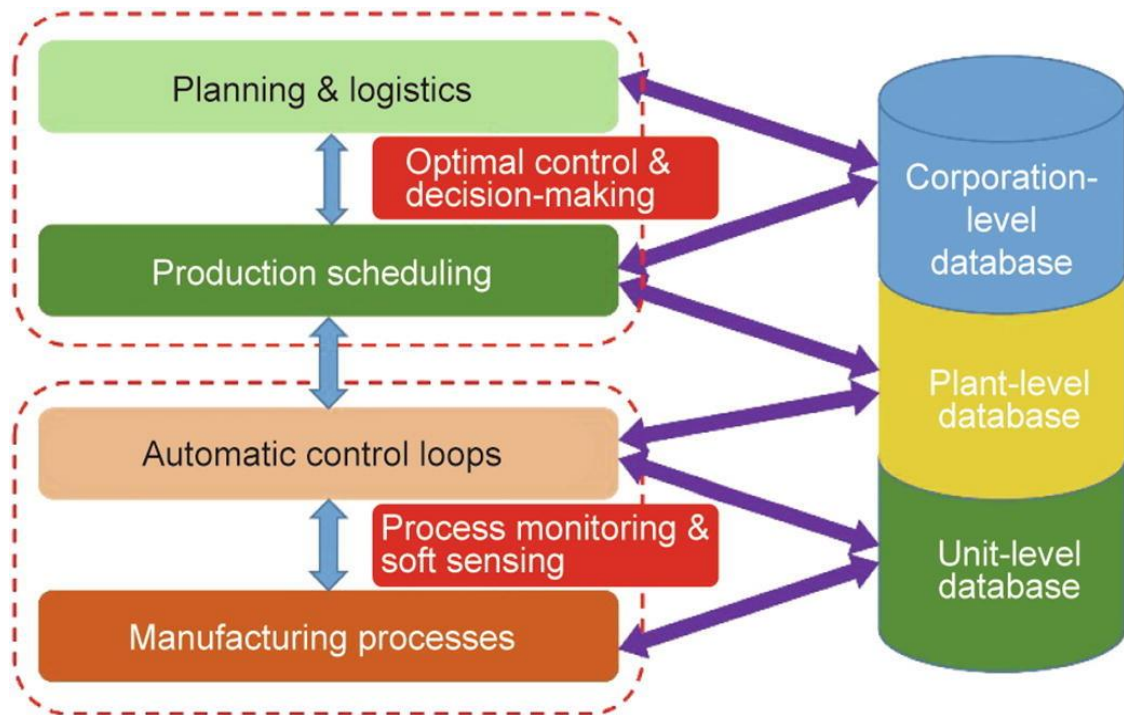 Planning & logistics
Optimal control &
decision-making
Production scheduling
Automatic control loops
Process monitoring &
soft sensing
Manufacturing processes
Corporation-
level
database
Plant-level
database
Unit-level
database